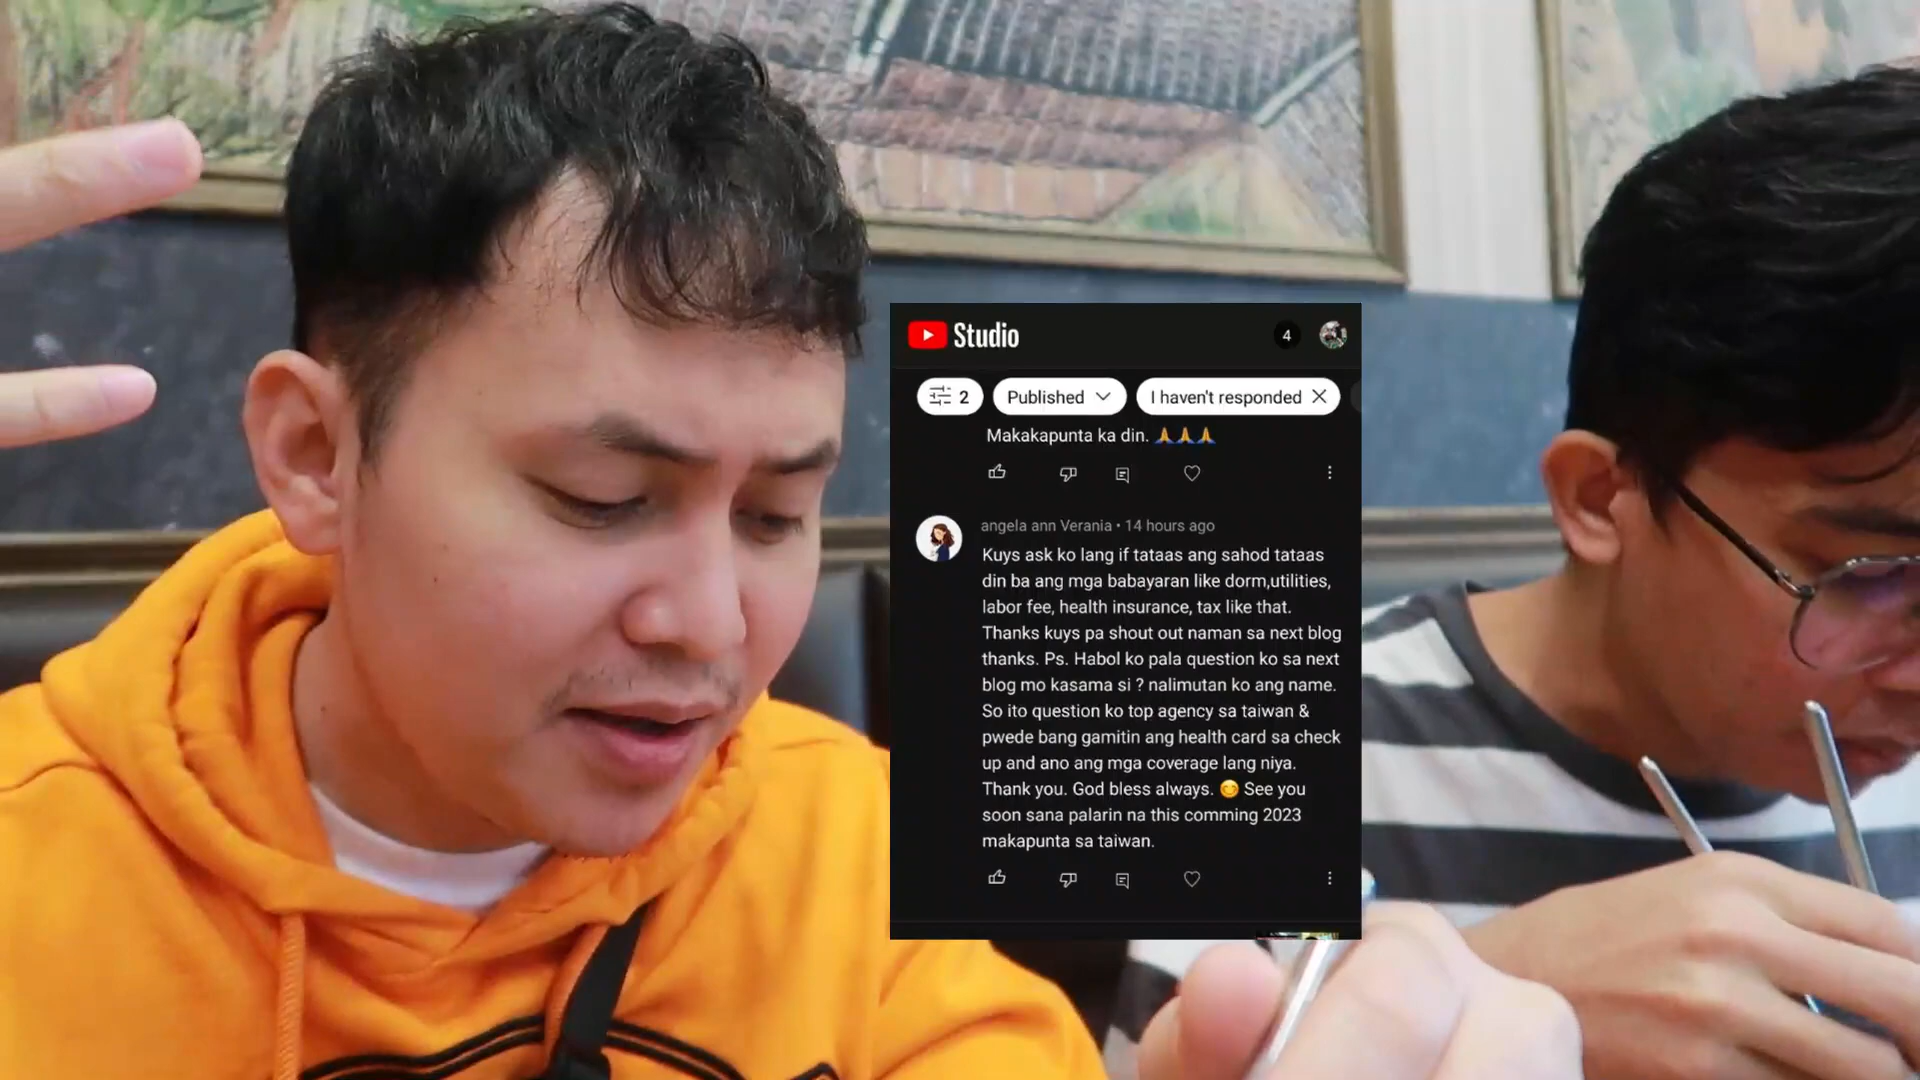 Studio
4
2
Published
I haven't responded
Makakapunta ka din. 🙏🙏🙏
angela ann Verania • 14 hours ago
Kuys ask ko lang if tataas ang sahod tataas
din ba ang mga babayaran like dorm,utilities,
labor fee, health insurance, tax like that.
Thanks kuys pa shout out naman sa next blog
thanks. Ps. Habol ko pala question ko sa next
blog mo kasama si ? nalimutan ko ang name.
So ito question ko top agency sa taiwan &
pwede bang gamitin ang health card sa check
up and ano ang mga coverage lang niya.
Thank you. God bless always. 😊 See you
soon sana palarin na this comming 2023
makapunta sa taiwan.